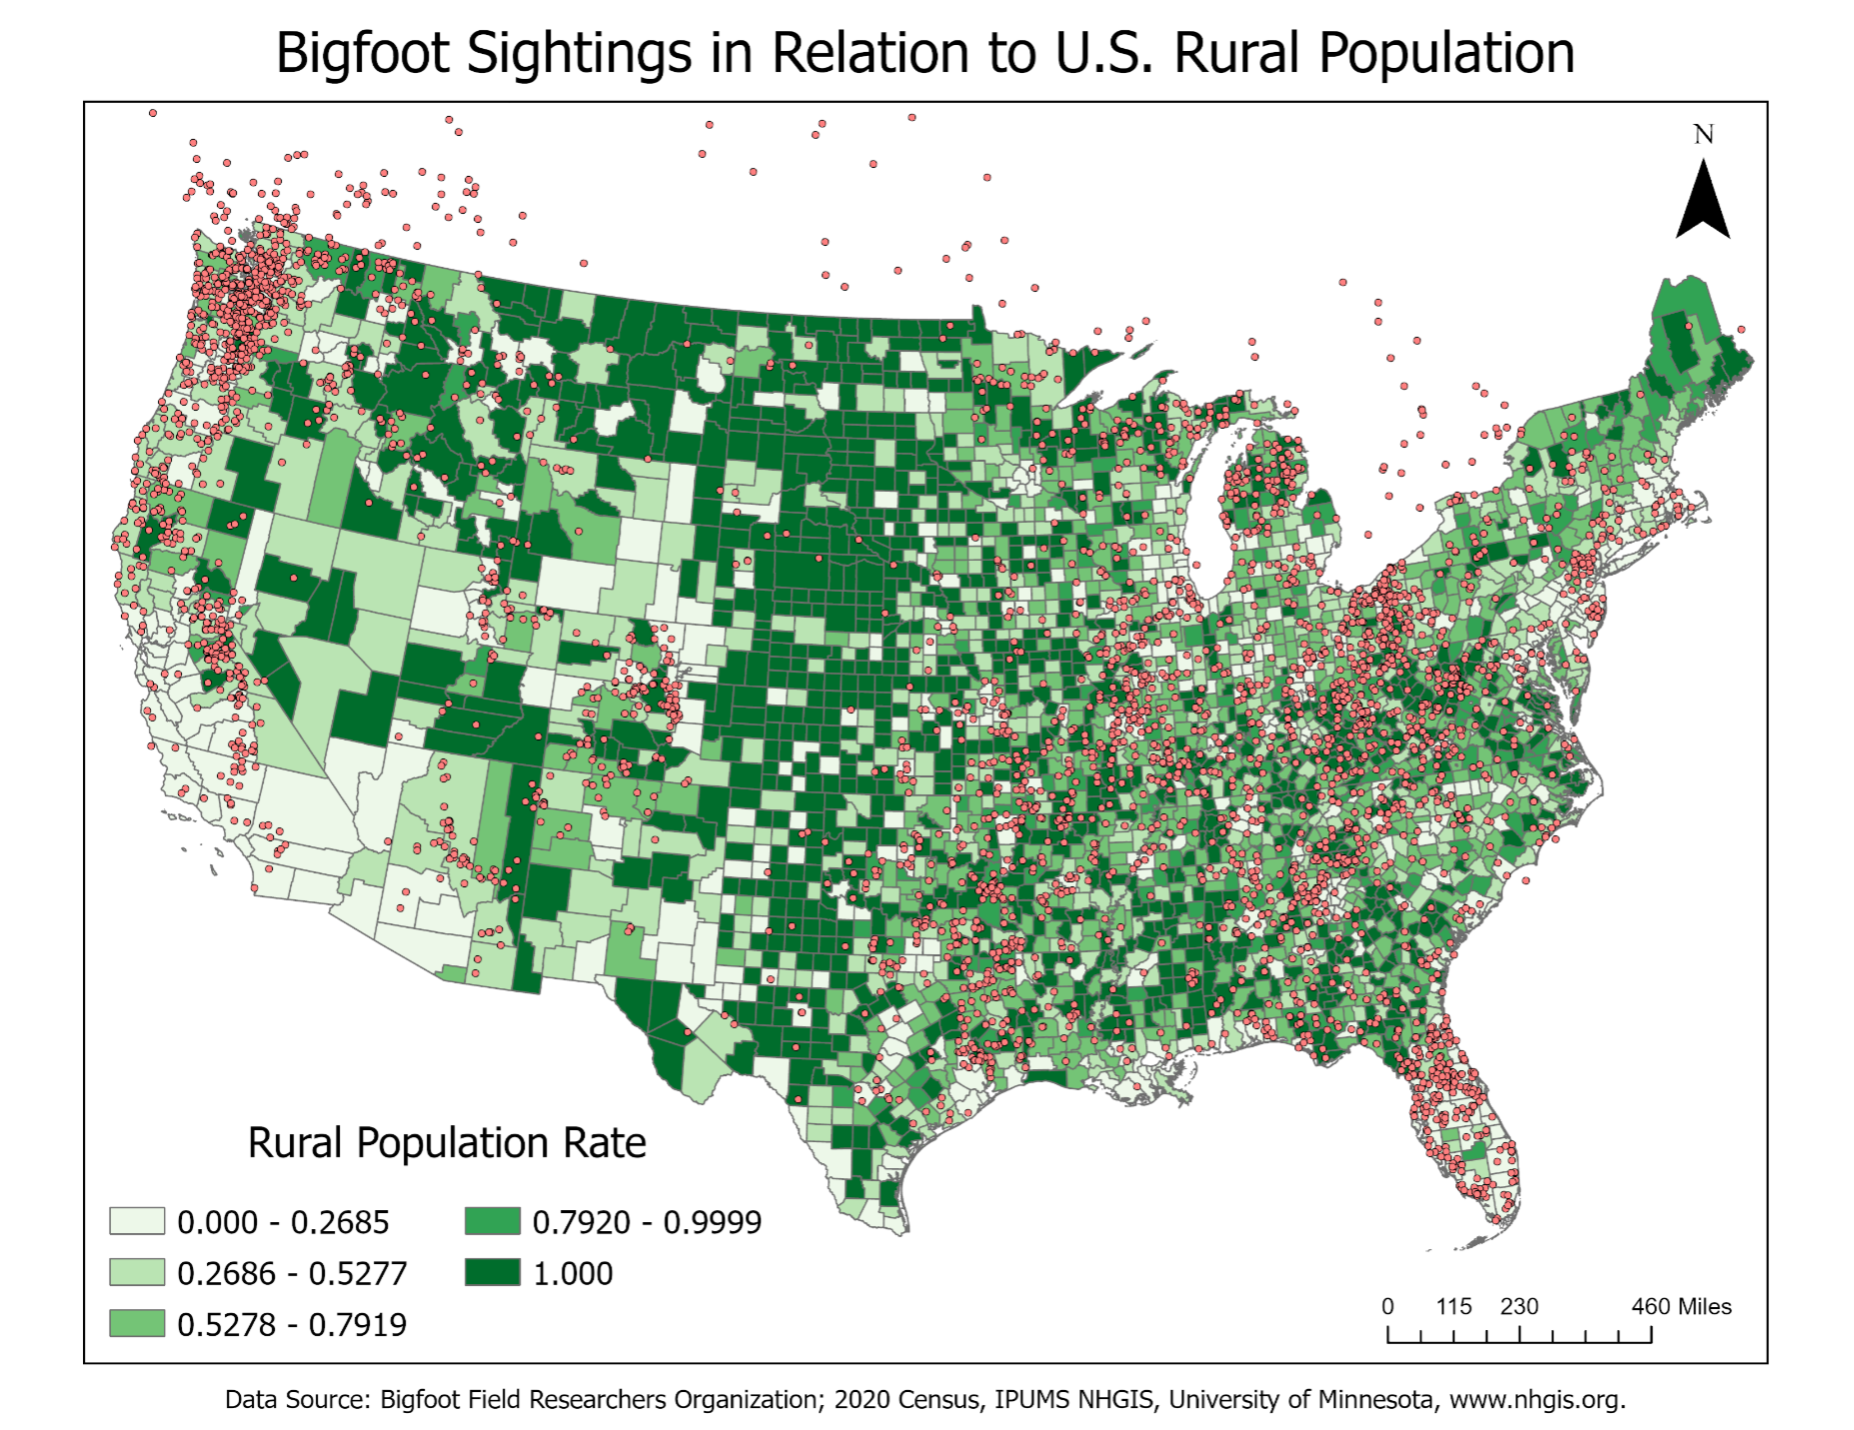 Bigfoot Sightings in Relation to U.S. Rural Population
N
Rural Population Rate
0.000 - 0.2685
0.2686 - 0.5277
0.5278 - 0.7919
0.7920 - 0.9999
1.000
0 115 230 460 Miles
Data Source: Bigfoot Field Researchers Organization; 2020 Census, IPUMS NHGIS, University of Minnesota, www.nhgis.org.